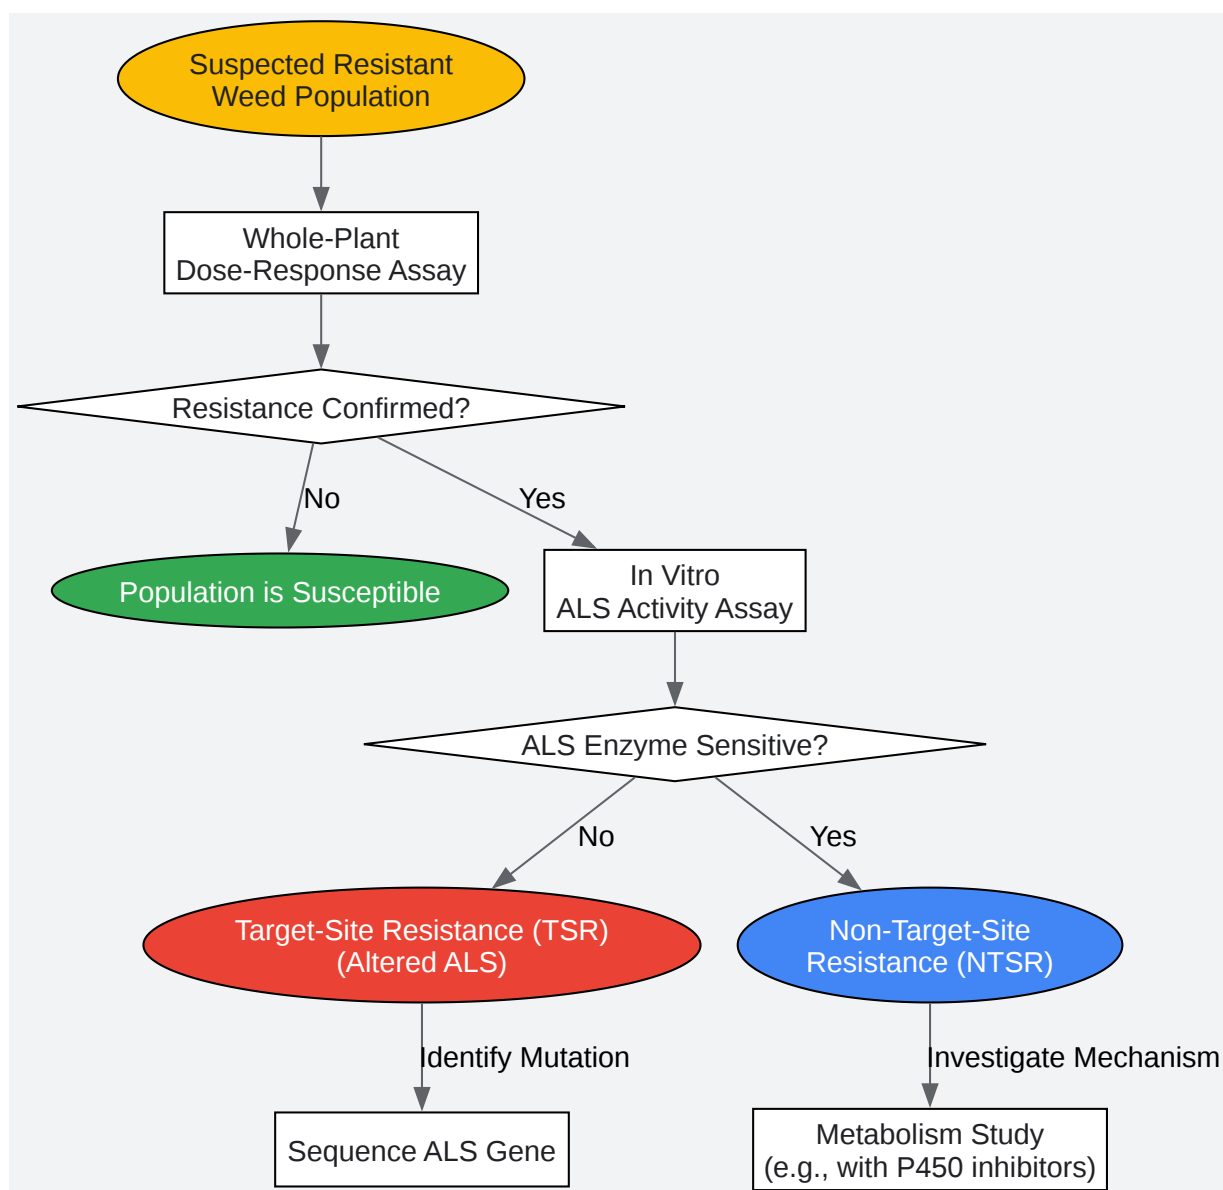 Suspected Resistant
Weed Population
Whole-Plant
Dose-Response Assay
Resistance Confirmed?
No
Yes
Population is Susceptible
In Vitro
ALS Activity Assay
ALS Enzyme Sensitive?
No
Yes
Target-Site Resistance (TSR)
(Altered ALS)
Non-Target-Site
Resistance (NTSR)
Identify Mutation
Investigate Mechanism
Sequence ALS Gene
Metabolism Study
(e.g., with P450 inhibitors)